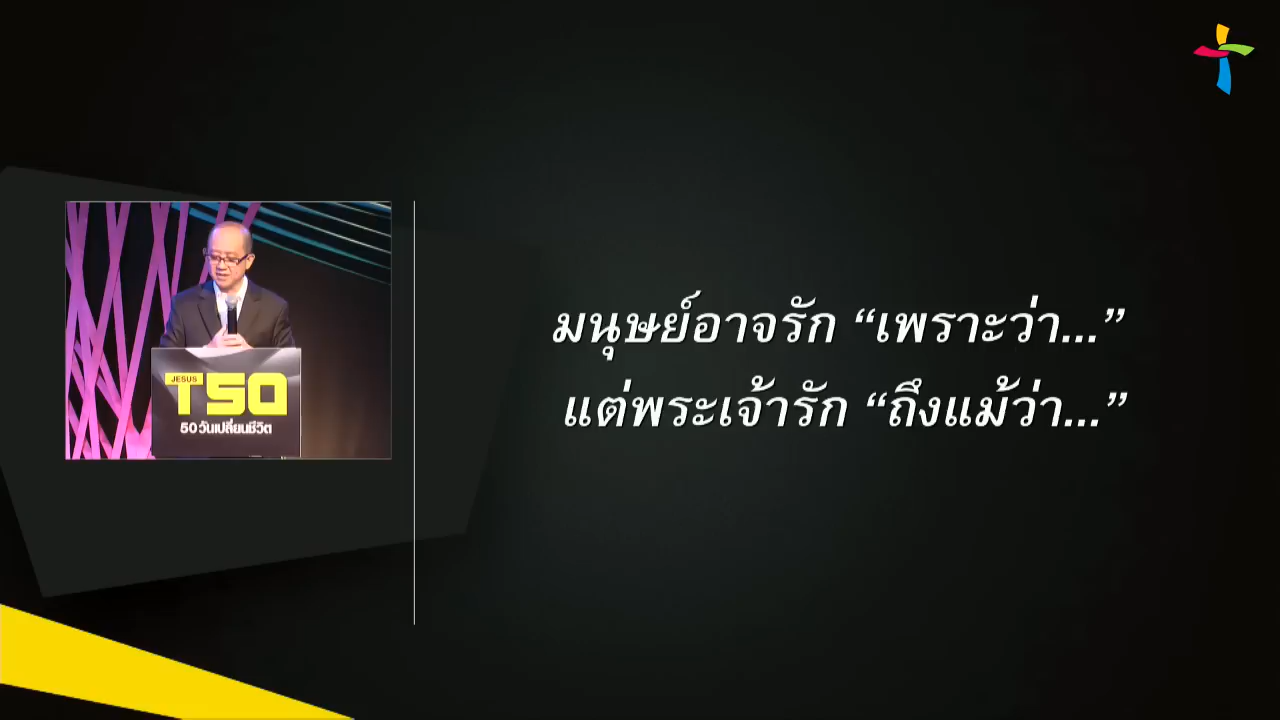 JESUS
T50
50 วันเปลี่ยนชีวิต
มนุษย์อาจรัก “เพราะว่า...”
แต่พระเจ้ารัก “ถึงแม้ว่า...”